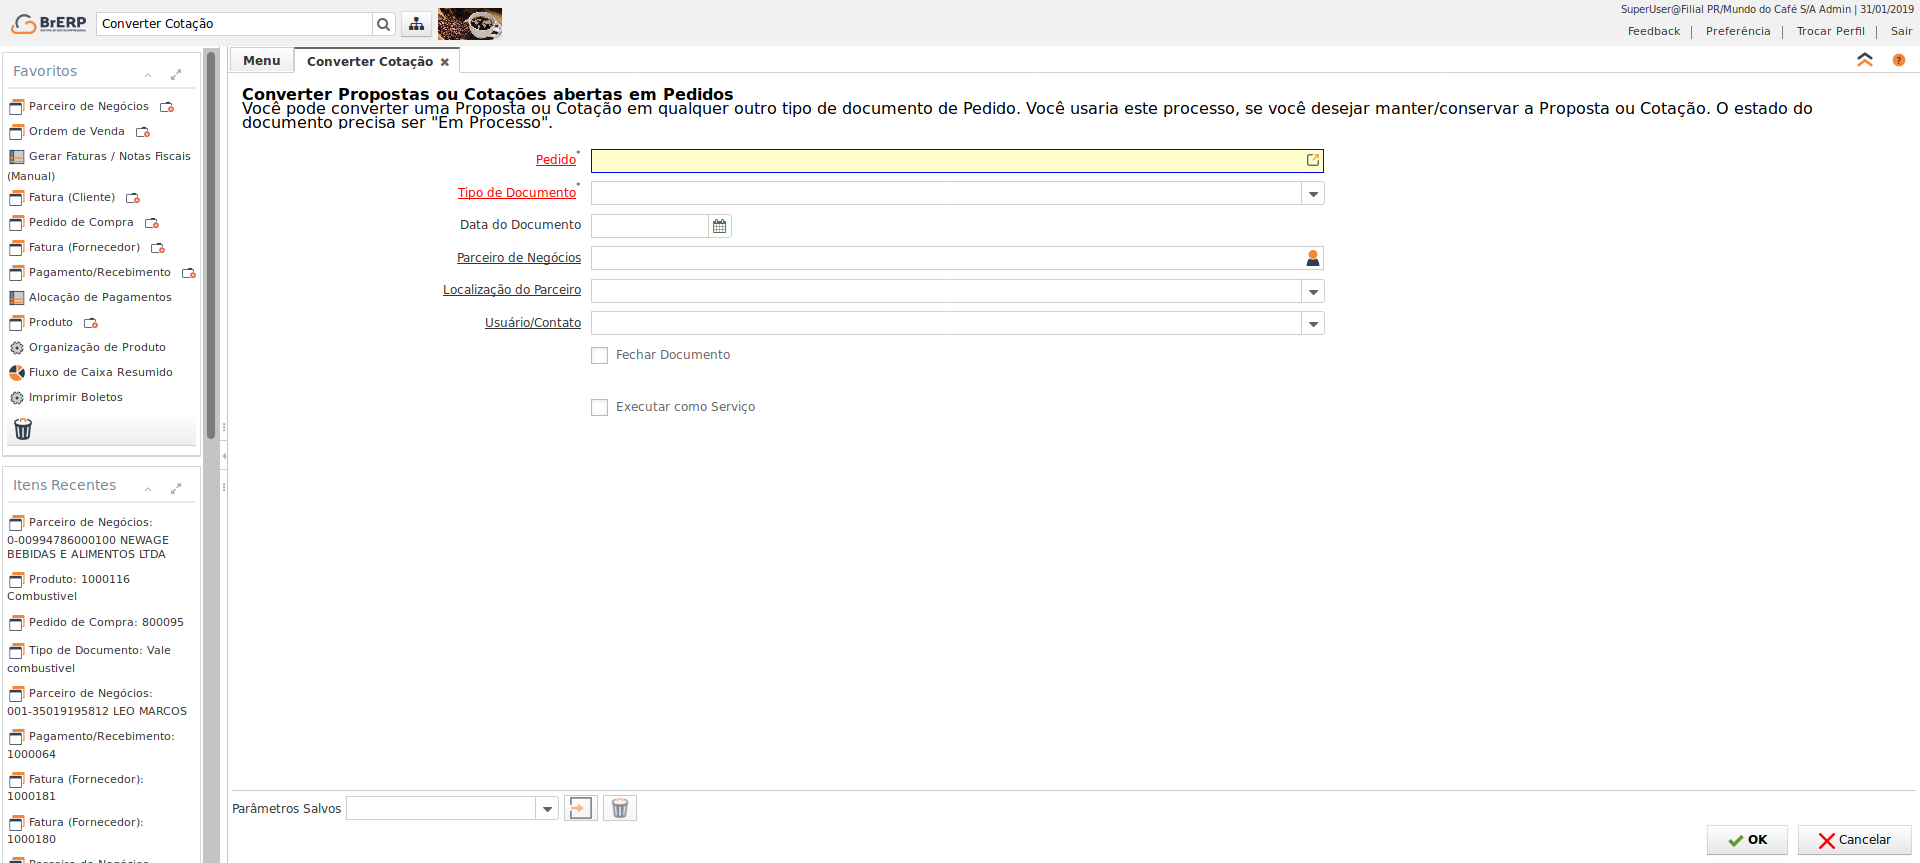 BrERP
Converter Cotação
SuperUser@Filial PR/Mundo do Café S/A Admin | 31/01/2019
Feedback | Preferência | Trocar Perfil | Sair
Favoritos
Parceiro de Negócios
Ordem de Venda
Gerar Faturas / Notas Fiscais
(Manual)
Fatura (Cliente)
Pedido de Compra
Fatura (Fornecedor)
Pagamento/Recebimento
Alocação de Pagamentos
Produto
Organização de Produto
Fluxo de Caixa Resumido
Imprimir Boletos
Itens Recentes
Parceiro de Negócios:
0-00994786000100 NEWAGE
BEBIDAS E ALIMENTOS LTDA
Produto: 1000116
Combustivel
Pedido de Compra: 800095
Tipo de Documento: Vale
combustivel
Parceiro de Negócios:
001-35019195812 LEO MARCOS
Pagamento/Recebimento:
1000064
Fatura (Fornecedor):
1000181
Fatura (Fornecedor):
1000180
Parceiro de Negócios
Menu
Converter Cotação
Converter Propostas ou Cotações abertas em Pedidos
Você pode converter uma Proposta ou Cotação em qualquer outro tipo de documento de Pedido. Você usaria este processo, se você desejar manter/conservar a Proposta ou Cotação. O estado do
documento precisa ser "Em Processo".
Pedido*
Tipo de Documento*
Data do Documento
Parceiro de Negócios
Localização do Parceiro
Usuário/Contato
Fechar Documento
Executar como Serviço
Parâmetros Salvos
OK
Cancelar